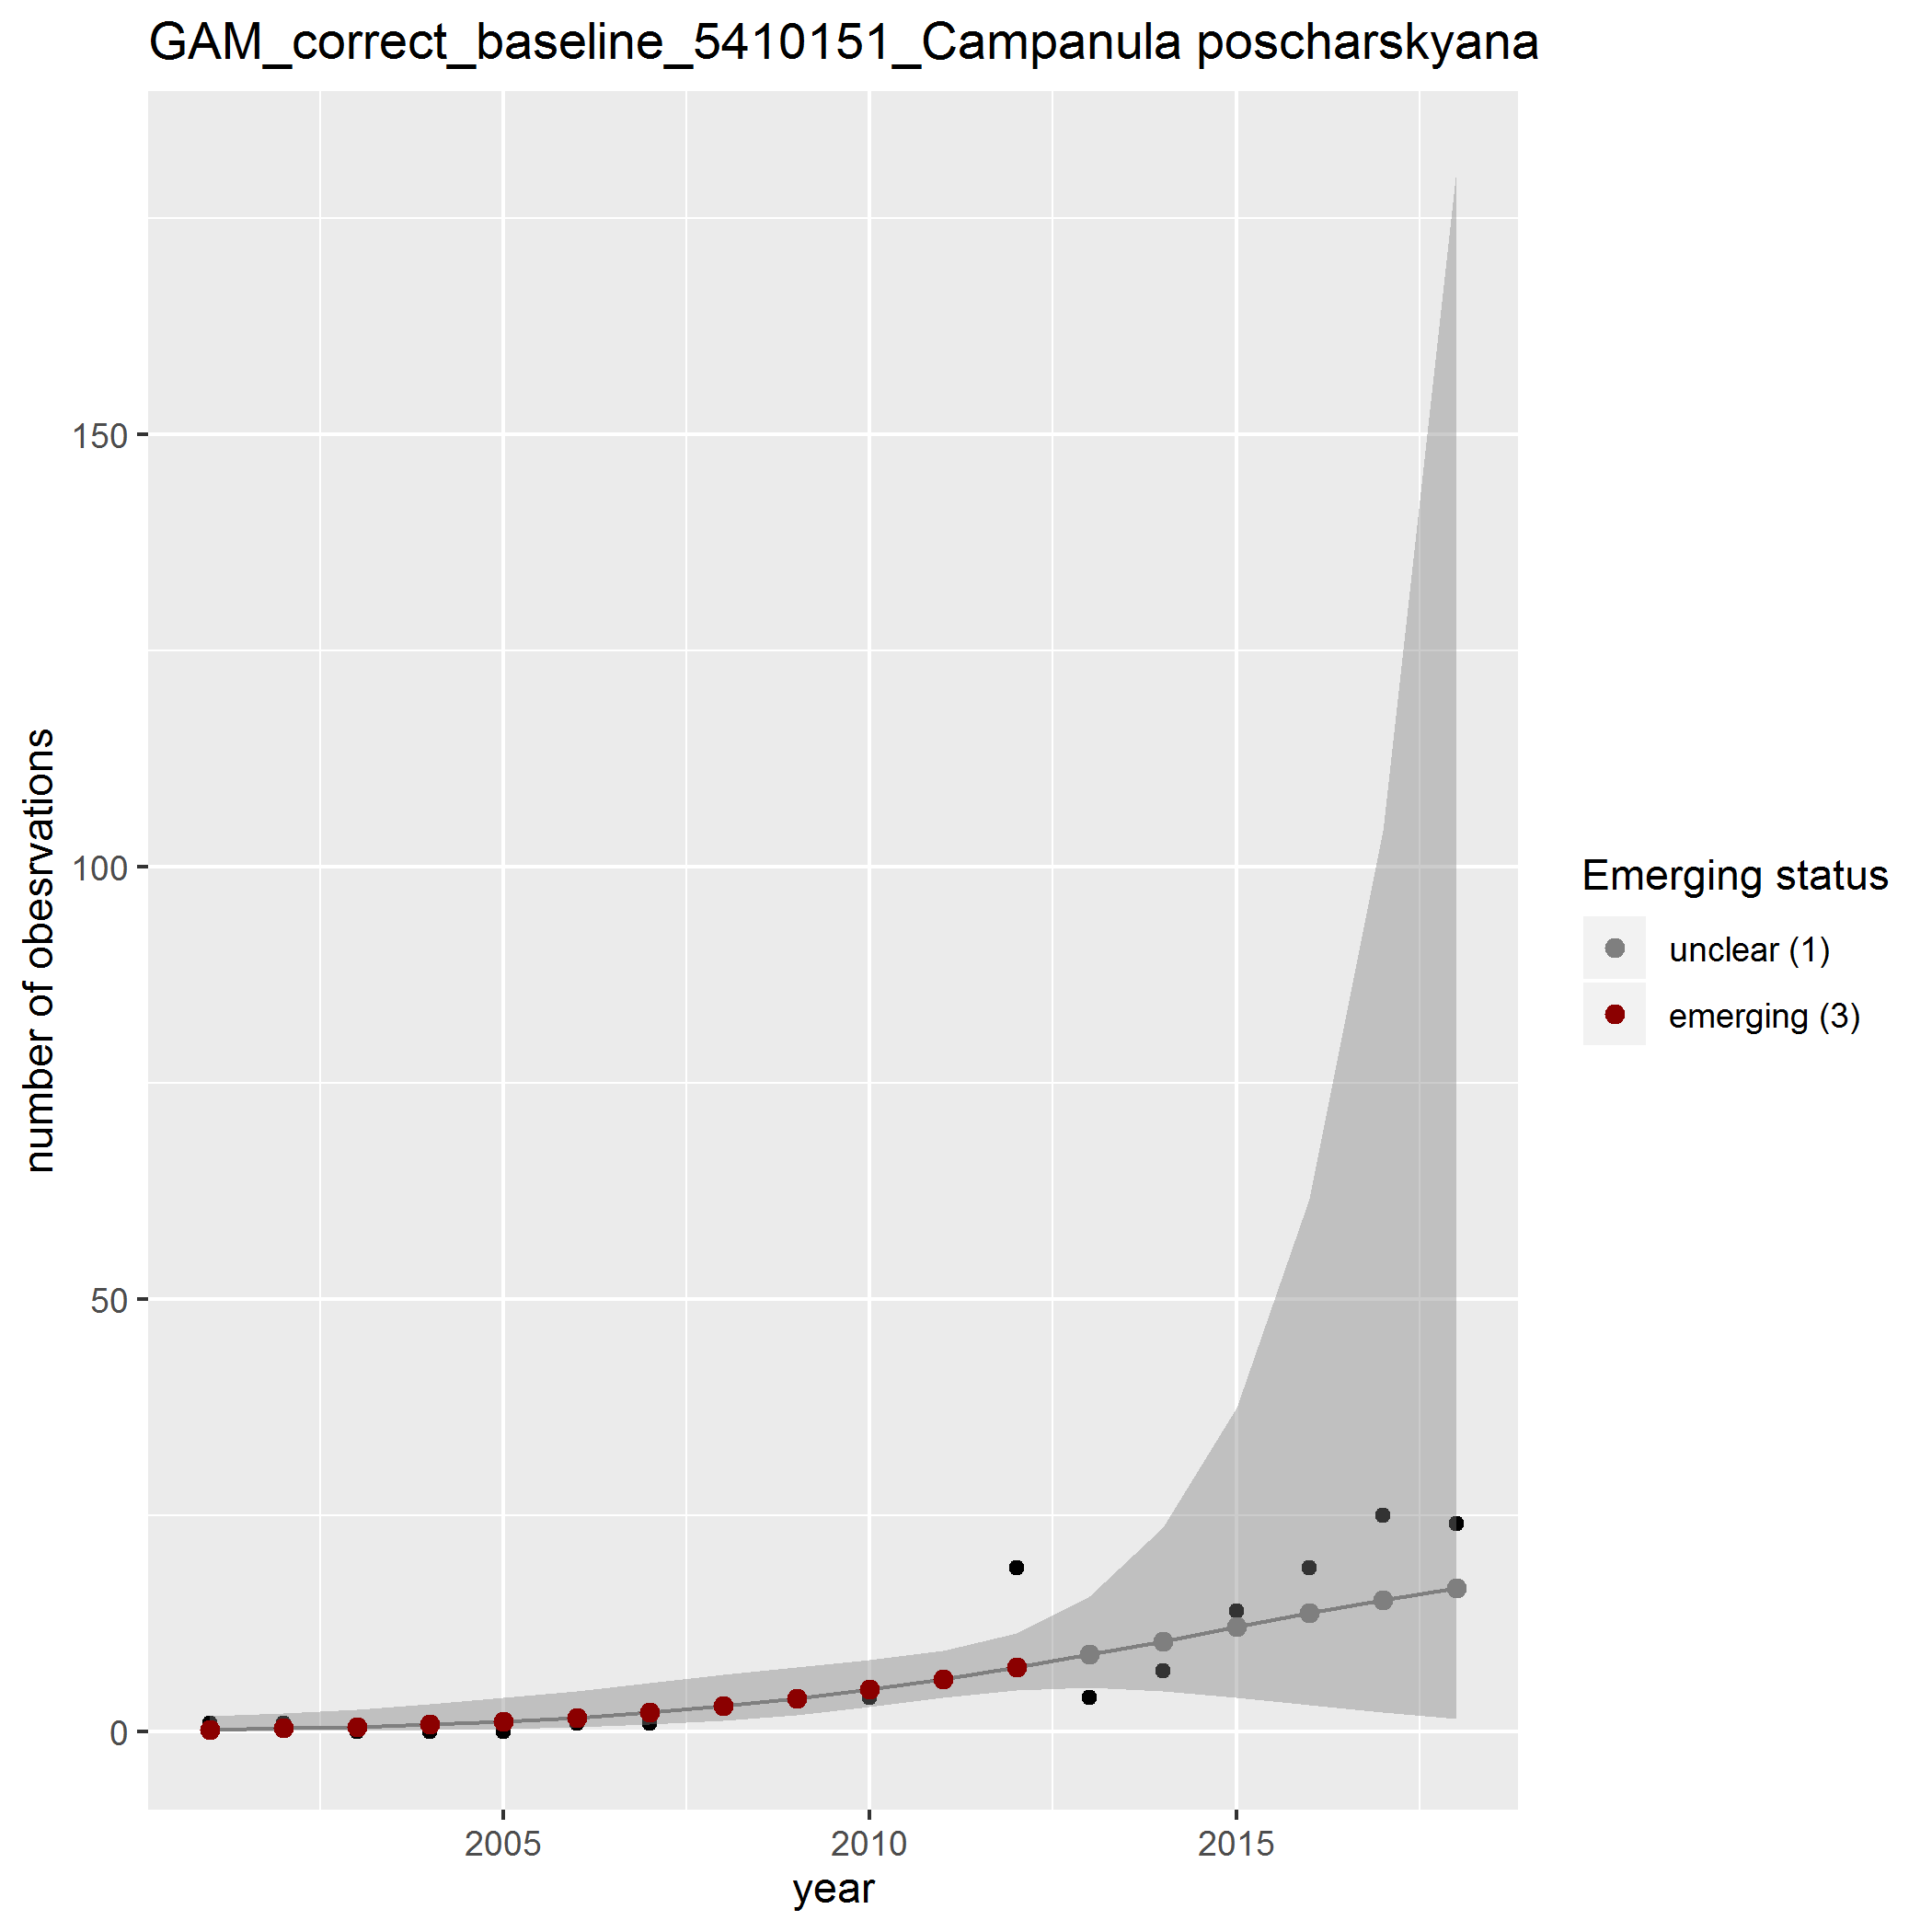 GAM_correct_baseline_5410151_Campanula poscharskyana
150
100
50
0
number of obesrvations
2005
2010
2015
year
Emerging status
unclear (1)
emerging (3)